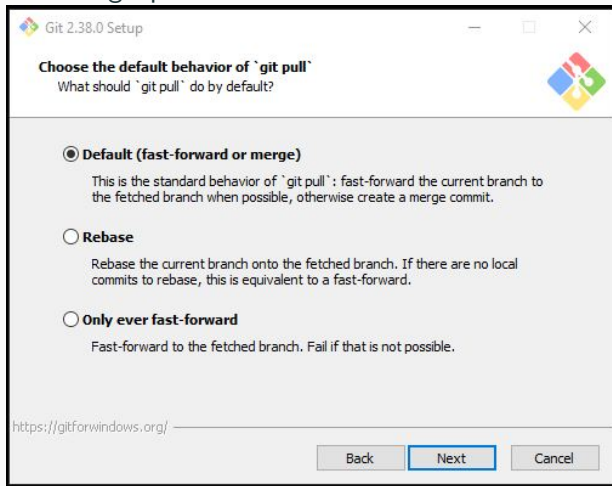 Git 2.38.0 Setup
Choose the default behavior of `git pull`
What should `git pull` do by default?
Default (fast-forward or merge)
This is the standard behavior of `git pull`: fast-forward the current branch to
the fetched branch when possible, otherwise create a merge commit.
Rebase
Rebase the current branch onto the fetched branch. If there are no local
commits to rebase, this is equivalent to a fast-forward.
Only ever fast-forward
Fast-forward to the fetched branch. Fail if that is not possible.
https://gitforwindows.org/
Back Next Cancel